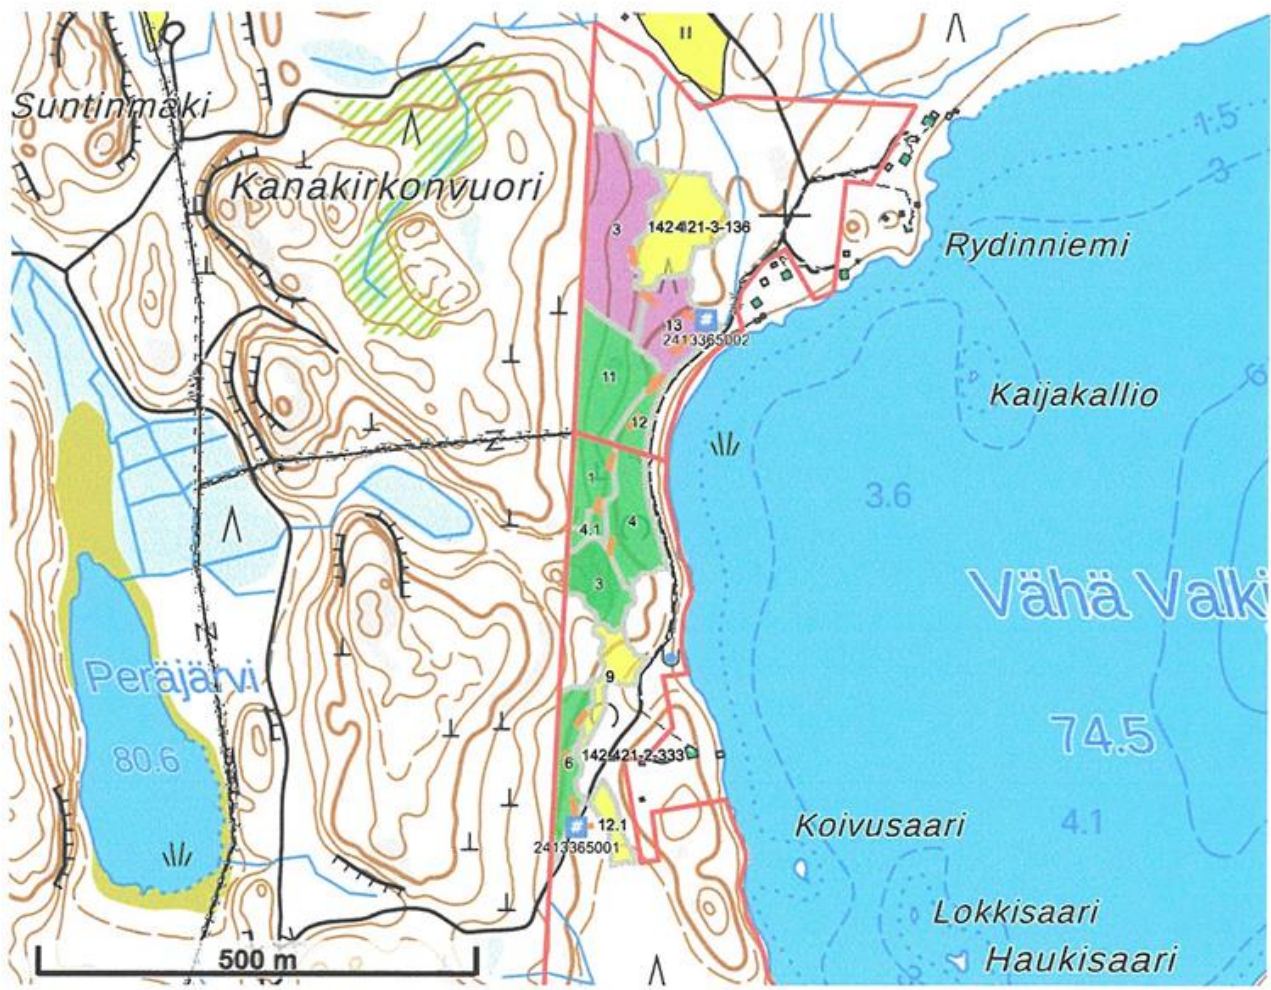 II
Suntinmäki
1.5
3
Kanakirkonvuori
3
142-421-3-136
Rydinniemi
13
2413365002
6
11
Kaijakallio
12
Z
1
3.6
4.1
4
3
Vähä Valki
N
Peräjärvi
9
74.5
142-421-2-333
80.6
6
12.1
Koivusaari
4.1
2413365001
Lokkisaari
500 m
Haukisaari